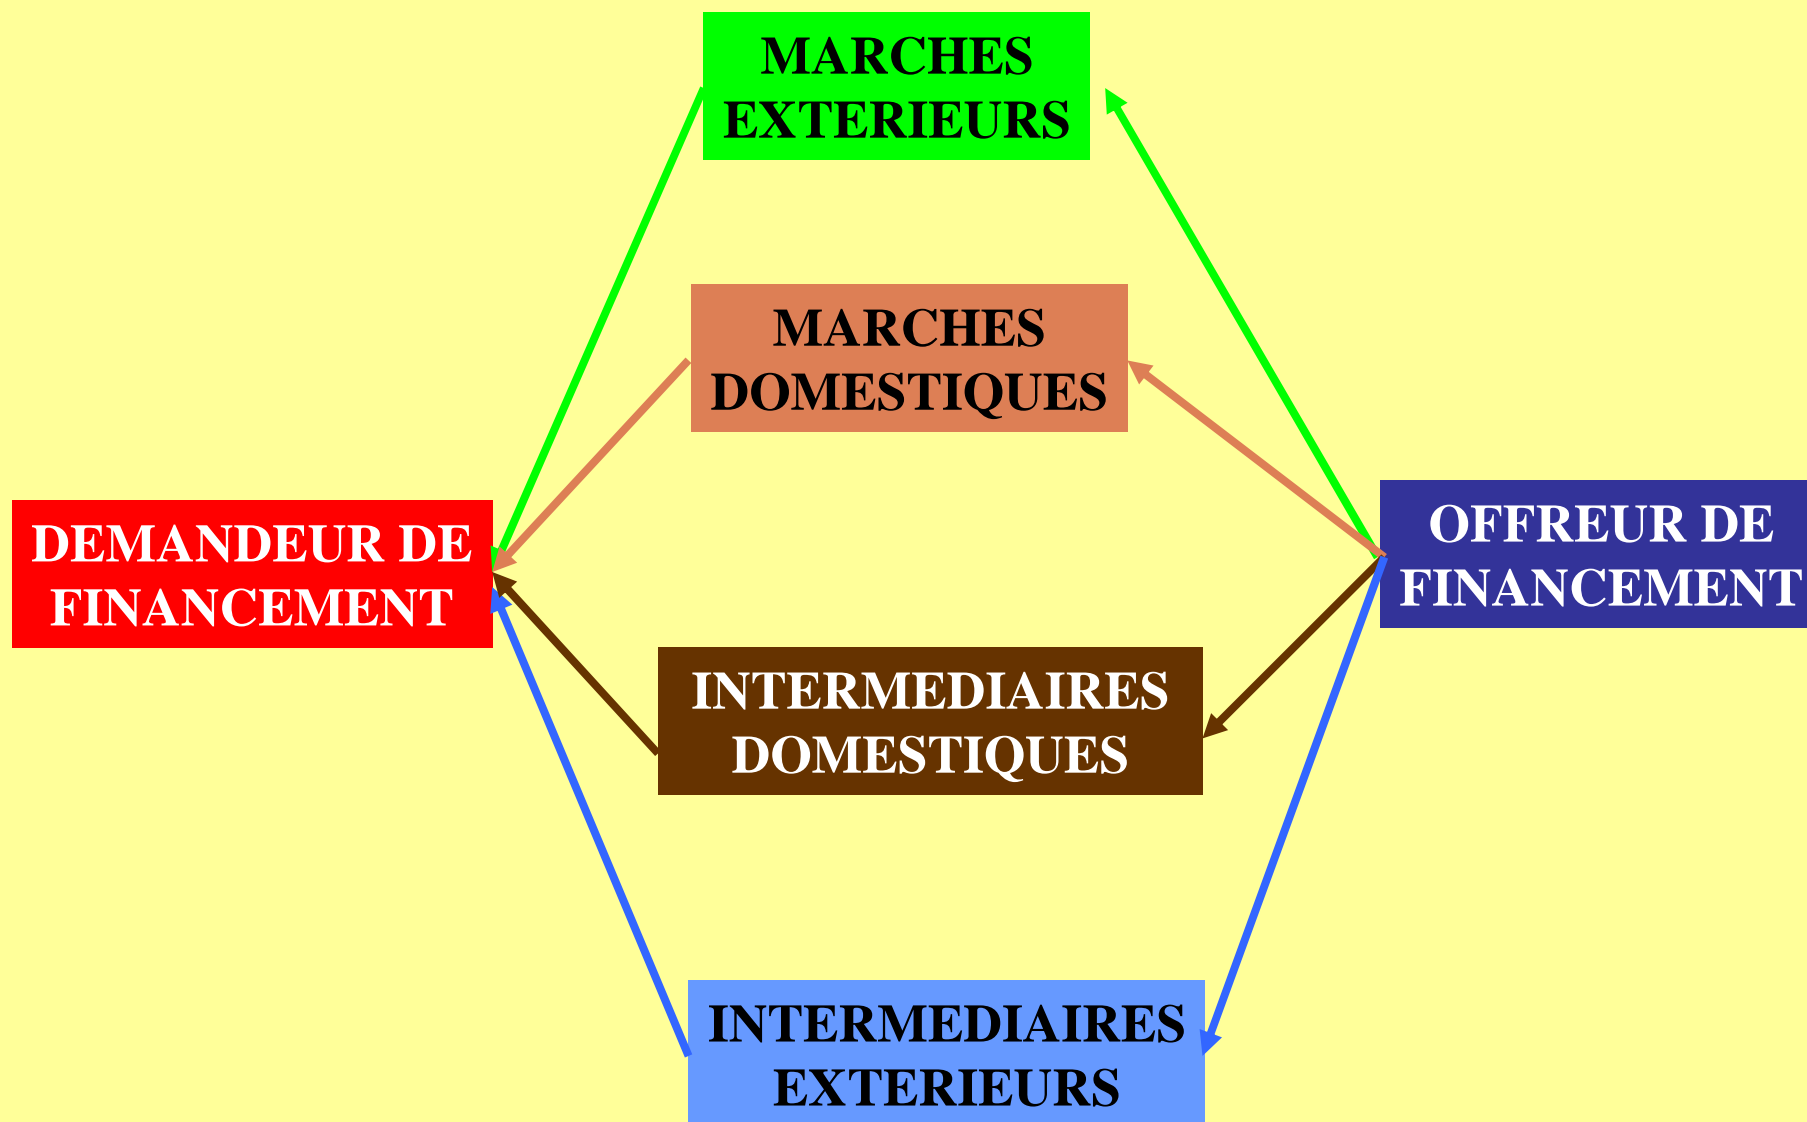 MARCHES
EXTERIEURS
MARCHES
DOMESTIQUES
DEMANDEUR DE
FINANCEMENT
OFFREUR DE
FINANCEMENT
INTERMEDIAIRES
DOMESTIQUES
INTERMEDIAIRES
EXTERIEURS